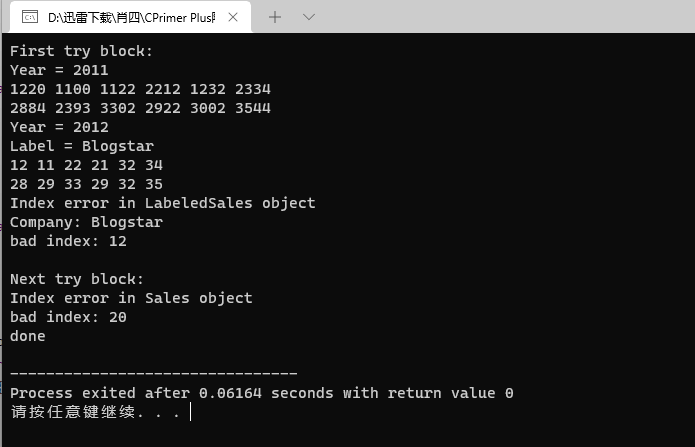 D:\迅雷下载\肖四\CPrimer Plus
First try block:
Year = 2011
1220 1100 1122 2212 1232 2334
2884 2393 3302 2922 3002 3544
Year = 2012
Label = Blogstar
12 11 22 21 32 34
28 29 33 29 32 35
Index error in LabeledSales object
Company: Blogstar
bad index: 12
Next try block:
Index error in Sales object
bad index: 20
done
--------------------------------
Process exited after 0.06164 seconds with return value 0
请按任意键继续. . .